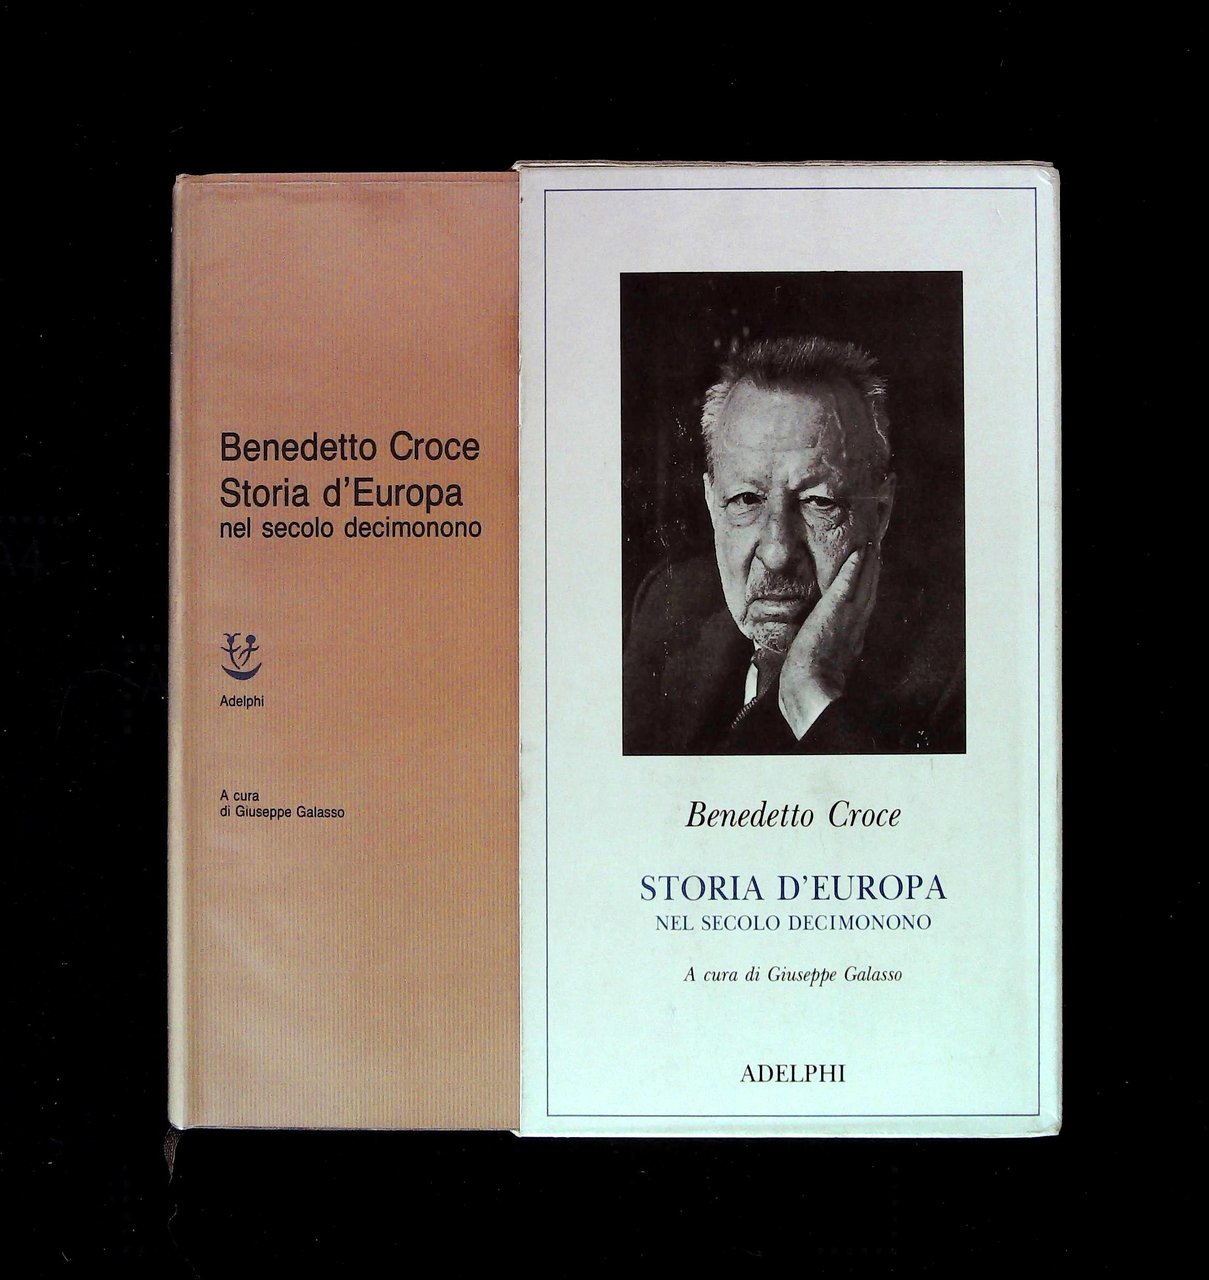 Benedetto Croce
Storia d'Europa
nel secolo decimonono
Adelphi
A cura
di Giuseppe Galasso
Benedetto Croce
STORIA D'EUROPA
NEL SECOLO DECIMONONO
A cura di Giuseppe Galasso
ADELPHI